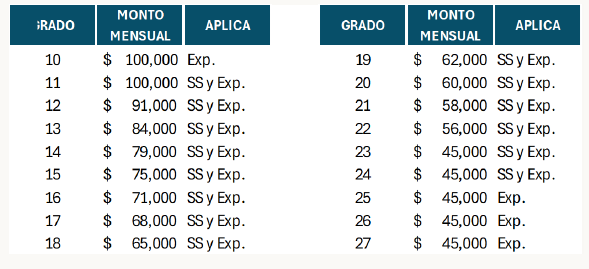 GRADO MONTO MENSUAL APLICA
10 $ 100,000 Exp.
11 $ 100,000 SS y Exp.
12 $ 91,000 SS y Exp.
13 $ 84,000 SS y Exp.
14 $ 79,000 SS y Exp.
15 $ 75,000 SS y Exp.
16 $ 71,000 SS y Exp.
17 $ 68,000 SS y Exp.
18 $ 65,000 SS y Exp.
GRADO MONTO MENSUAL APLICA
19 $ 62,000 SS y Exp.
20 $ 60,000 SS y Exp.
21 $ 58,000 SS y Exp.
22 $ 56,000 SS y Exp.
23 $ 45,000 SS y Exp.
24 $ 45,000 SS y Exp.
25 $ 45,000 Exp.
26 $ 45,000 Exp.
27 $ 45,000 Exp.